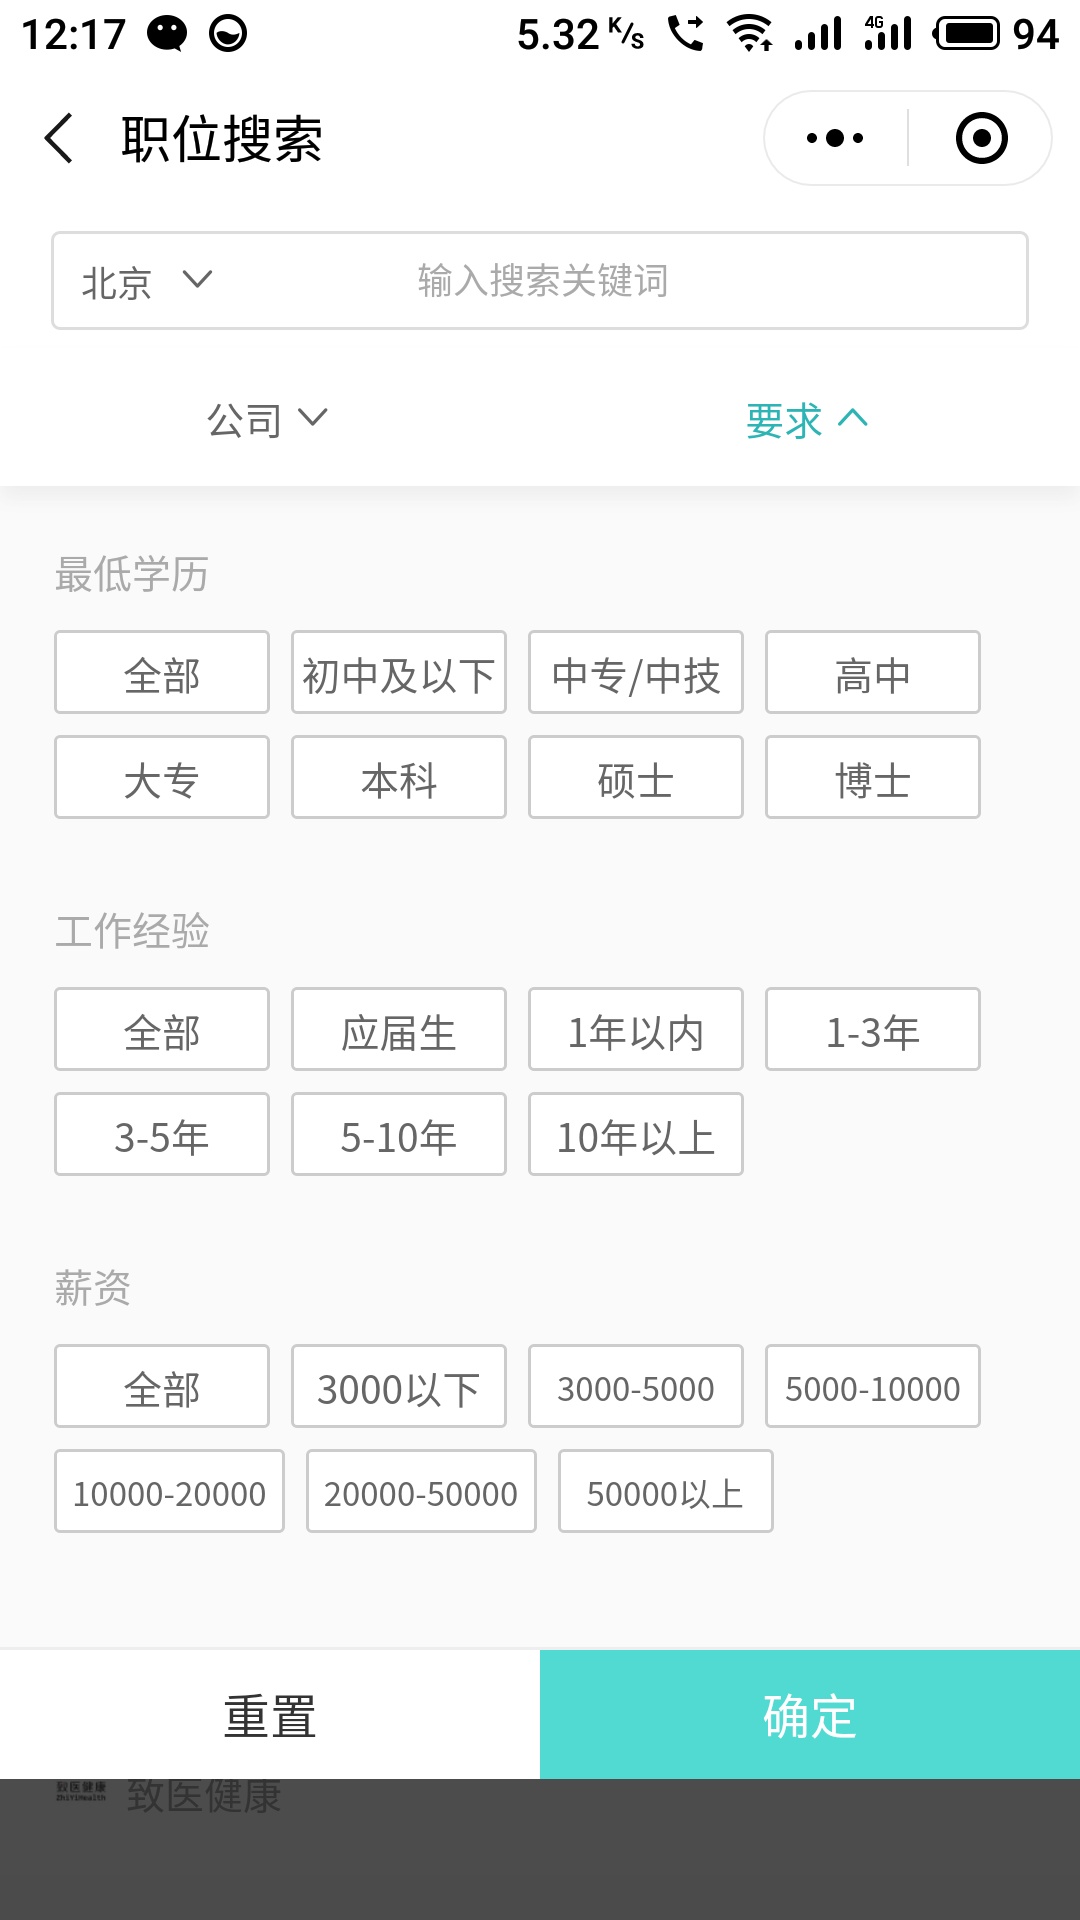 12:17 5.32 K/s 4G 94
职位搜索
北京 输入搜索关键词
公司 要求
最低学历
全部 初中及以下 中专/中技 高中
大专 本科 硕士 博士
工作经验
全部 应届生 1年以内 1-3年
3-5年 5-10年 10年以上
薪资
全部 3000以下 3000-5000 5000-10000
10000-20000 20000-50000 50000以上
重置 确定
致医健康 ZhiYiHealth 致医健康